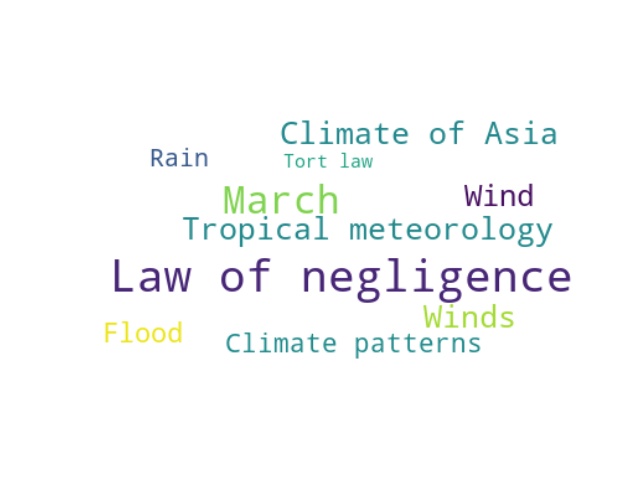 Climate of Asia
Rain
Tort law
March
Wind
Tropical meteorology
Law of negligence
Winds
Flood
Climate patterns